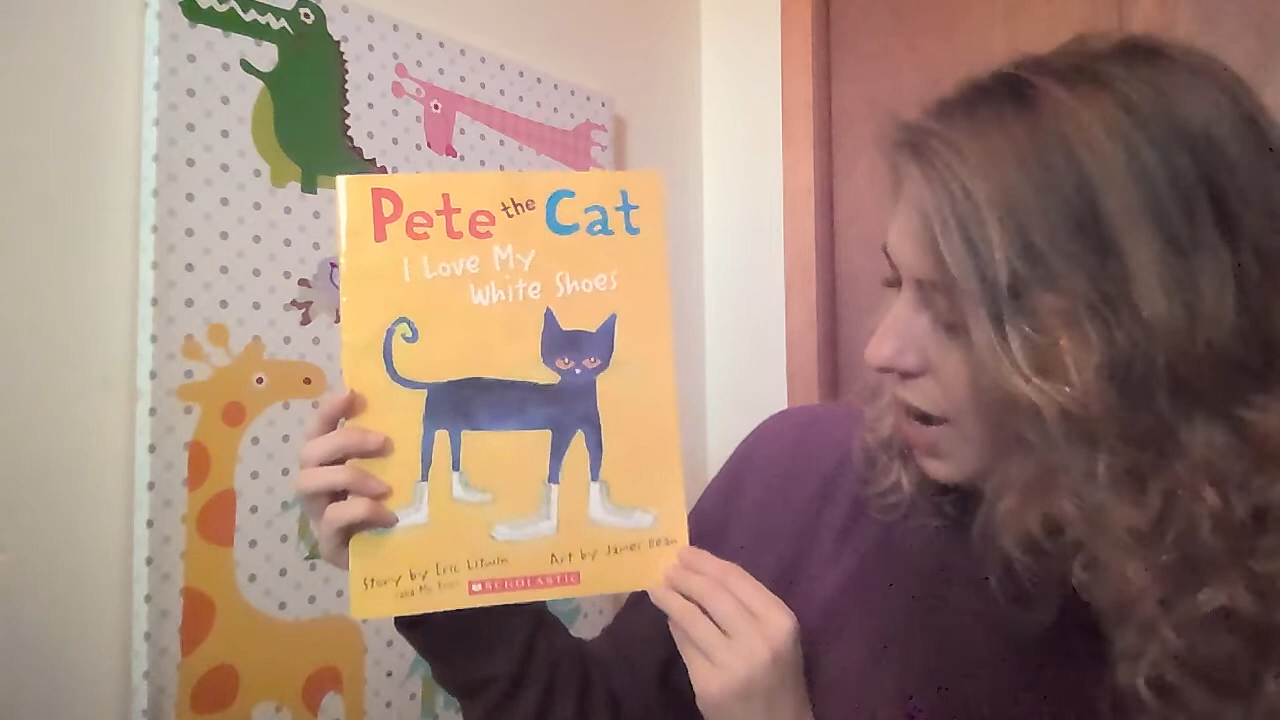 Pete the Cat
I Love My
White Shoes
Story by Eric Litwin
Art by James Dean
SCHOLASTIC